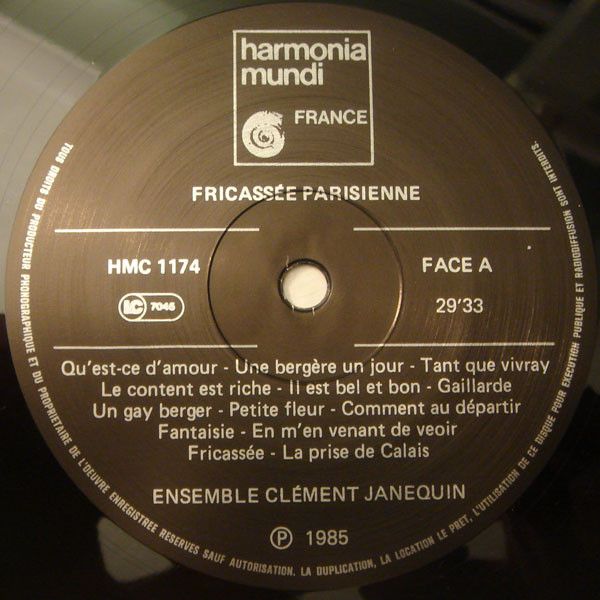 harmonia
mundi
FRANCE
FRICASSÉE PARISIENNE
HMC 1174
FACE A
LC 7045
29'33
Qu'est-ce d'amour - Une bergère un jour - Tant que vivray
Le content est riche - Il est bel et bon - Gaillarde
Un gay berger - Petite fleur - Comment au départir
Fantaisie - En m'en venant de veoir
Fricassée - La prise de Calais
ENSEMBLE CLÉMENT JANEQUIN
Ⓟ 1985
TOUS DROITS DU PRODUCTEUR PHONOGRAPHIQUE ET DU PROPRIETAIRE DE L'OEUVRE ENREGISTREE RESERVES SAUF AUTORISATION. LA DUPLICATION, LA LOCATION LE PRET, L'UTILISATION DE CE DISQUE POUR EXECUTION PUBLIQUE ET RADIODIFFUSION SONT INTERDITS.